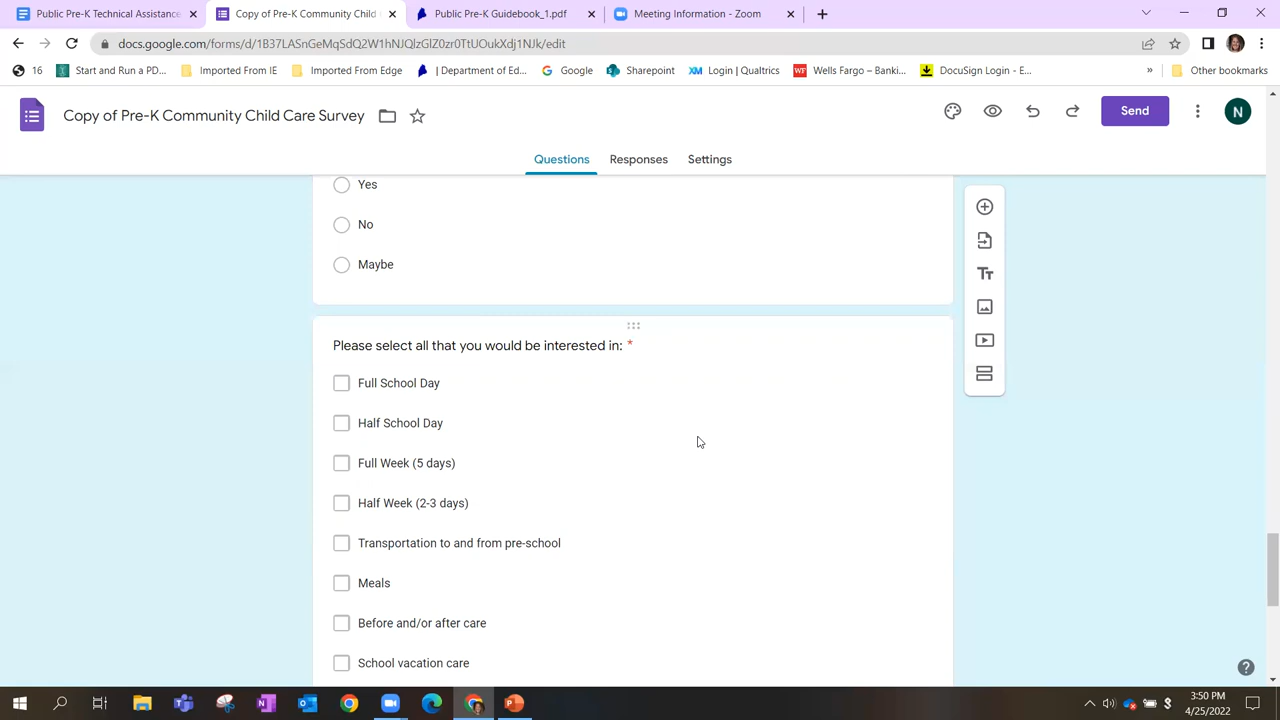 Public Pre-K Technical Assistance
Copy of Pre-K Community Child
Public Pre-K Guidebook_1.pdf
Meeting Information - Zoom
docs.google.com/forms/d/1B37LASnGeMqSdQ2W1hNJQlzGlZ0zr0TtUOukXdj1NJk/edit
16
Start and Run a PD...
Imported From IE
Imported From Edge
| Department of Ed...
Google
Sharepoint
XM Login | Qualtrics
WF Wells Fargo – Banki...
DocuSign Login - E...
»
Other bookmarks
Copy of Pre-K Community Child Care Survey
Send
N
Questions
Responses
Settings
Yes
No
Maybe
Please select all that you would be interested in: *
Full School Day
Half School Day
Full Week (5 days)
Half Week (2-3 days)
Transportation to and from pre-school
Meals
Before and/or after care
School vacation care
3:50 PM
4/25/2022